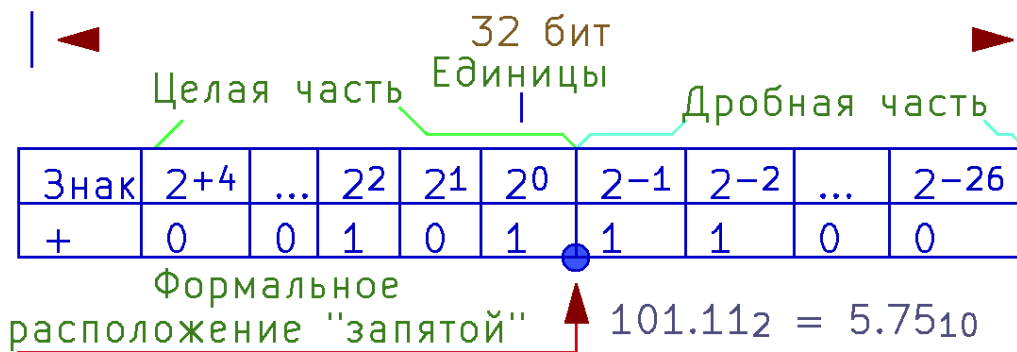 32 бит
Единицы
Целая часть
Дробная часть
Знак 2+4 ... 22 21 20 2-1 2-2 ... 2-26
+ 0 0 1 0 1 1 1 0 0
Формальное
расположение "запятой"
101.112 = 5.7510